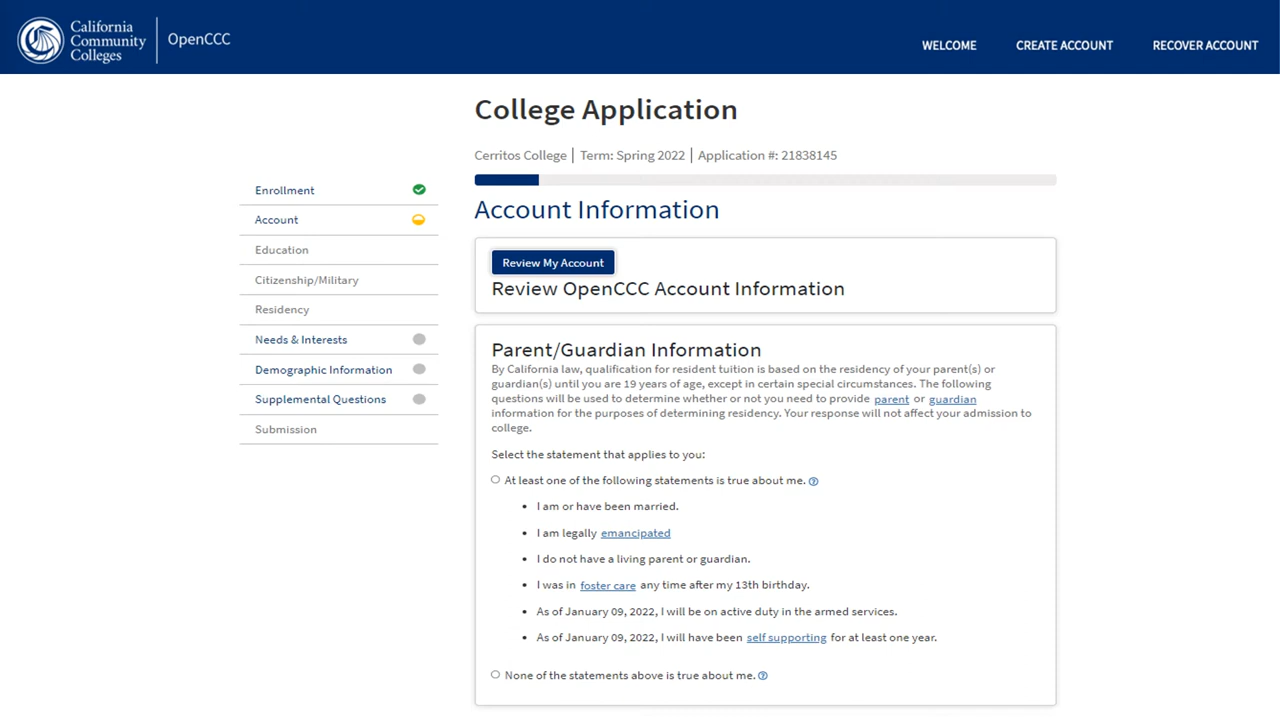 California
Community
Colleges
OpenCCC
WELCOME
CREATE ACCOUNT
RECOVER ACCOUNT
College Application
Cerritos College | Term: Spring 2022 | Application #: 21838145
Enrollment
Account
Education
Citizenship/Military
Residency
Needs & Interests
Demographic Information
Supplemental Questions
Submission
Account Information
Review My Account
Review OpenCCC Account Information
Parent/Guardian Information
By California law, qualification for resident tuition is based on the residency of your parent(s) or
guardian(s) until you are 19 years of age, except in certain special circumstances. The following
questions will be used to determine whether or not you need to provide parent or guardian
information for the purposes of determining residency. Your response will not affect your admission to
college.
Select the statement that applies to you:
At least one of the following statements is true about me. ?
• I am or have been married.
• I am legally emancipated
• I do not have a living parent or guardian.
• I was in foster care any time after my 13th birthday.
• As of January 09, 2022, I will be on active duty in the armed services.
• As of January 09, 2022, I will have been self supporting for at least one year.
None of the statements above is true about me. ?